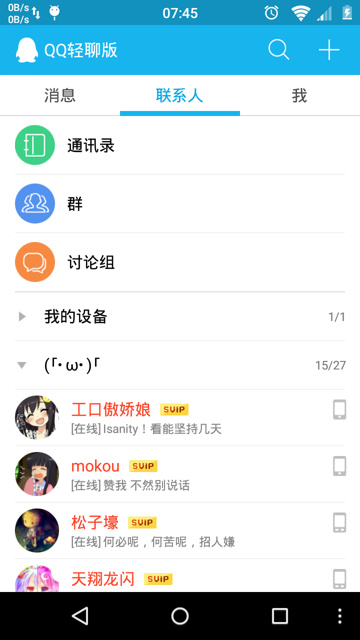 0B/s
0B/s
07:45
QQ轻聊版
消息 联系人 我
通讯录
群
讨论组
我的设备 1/1
(｢･ω･)｢ 15/27
工口傲娇娘 SVIP
[在线] Isanity！看能坚持几天
mokou SVIP
[在线] 赞我 不然别说话
松子壕 SVIP
[在线] 何必呢，何苦呢，招人嫌
天翔龙闪 SVIP